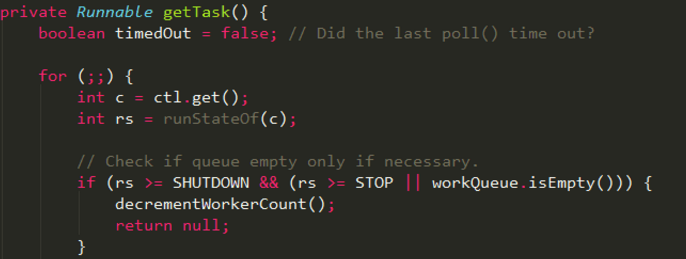 private Runnable getTask() {
    boolean timedOut = false; // Did the last poll() time out?

    for (;;) {
        int c = ctl.get();
        int rs = runStateOf(c);

        // Check if queue empty only if necessary.
        if (rs >= SHUTDOWN && (rs >= STOP || workQueue.isEmpty())) {
            decrementWorkerCount();
            return null;
        }